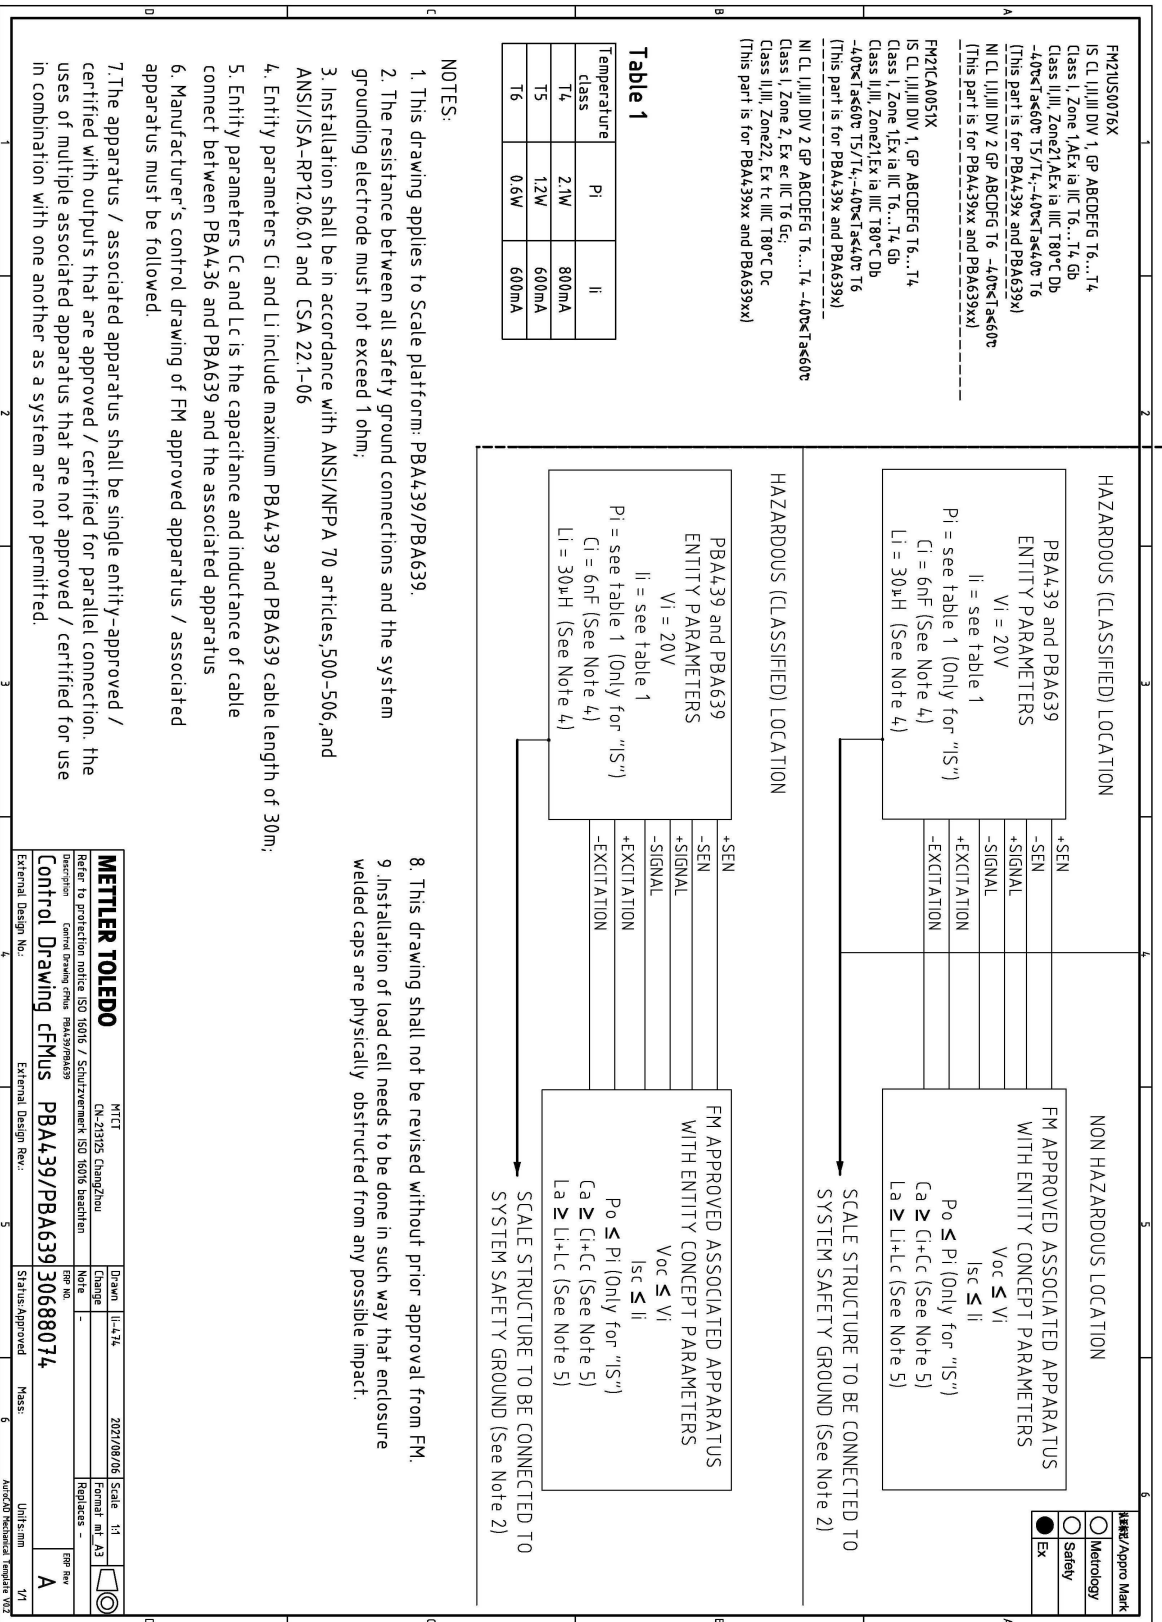 FM21US0076X
IS CL I,II,III DIV 1, GP ABCDEFG T6...T4
Class I, Zone 1,AEx ia IIC T6...T4 Gb
Class II,III, Zone21,AEx ia IIIC T80°C Db
-40℃≤Ta≤60℃ T5/T4;-40℃≤Ta≤40℃ T6
(This part is for PBA439x and PBA639x)
NI CL I,II,III DIV 2 GP ABCDFG T6 -40℃≤Ta≤60℃
(This part is for PBA439xx and PBA639xx)
FM21CA0051X
IS CL I,II,III DIV 1, GP ABCDEFG T6...T4
Class I, Zone 1,Ex ia IIC T6...T4 Gb
Class II,III, Zone21,Ex ia IIIC T80°C Db
-40℃≤Ta≤60℃ T5/T4;-40℃≤Ta≤40℃ T6
(This part is for PBA439x and PBA639x)
NI CL I,II,III DIV 2 GP ABCDEFG T6...T4 -40℃≤Ta≤60℃
Class I, Zone 2, Ex ec IIC T6 Gc;
Class II,III, Zone22, Ex tc IIIC T80°C Dc
(This part is for PBA439xx and PBA639xx)
Table 1
Temperature class Pi Ii
T4 2.1W 800mA
T5 1.2W 600mA
T6 0.6W 600mA
HAZARDOUS (CLASSIFIED) LOCATION
PBA439 and PBA639
ENTITY PARAMETERS
Vi = 20V
Ii = see table 1
Pi = see table 1 (Only for "IS")
Ci = 6nF (See Note 4)
Li = 30μH (See Note 4)
+SEN
-SEN
+SIGNAL
-SIGNAL
+EXCITATION
-EXCITATION
NON HAZARDOUS LOCATION
FM APPROVED ASSOCIATED APPARATUS
WITH ENTITY CONCEPT PARAMETERS
Voc ≤ Vi
Isc ≤ Ii
Po ≤ Pi (Only for "IS")
Ca ≥ Ci+Cc (See Note 5)
La ≥ Li+Lc (See Note 5)
SCALE STRUCTURE TO BE CONNECTED TO
SYSTEM SAFETY GROUND (See Note 2)
HAZARDOUS (CLASSIFIED) LOCATION
PBA439 and PBA639
ENTITY PARAMETERS
Vi = 20V
Ii = see table 1
Pi = see table 1 (Only for "IS")
Ci = 6nF (See Note 4)
Li = 30μH (See Note 4)
+SEN
-SEN
+SIGNAL
-SIGNAL
+EXCITATION
-EXCITATION
FM APPROVED ASSOCIATED APPARATUS
WITH ENTITY CONCEPT PARAMETERS
Voc ≤ Vi
Isc ≤ Ii
Po ≤ Pi (Only for "IS")
Ca ≥ Ci+Cc (See Note 5)
La ≥ Li+Lc (See Note 5)
SCALE STRUCTURE TO BE CONNECTED TO
SYSTEM SAFETY GROUND (See Note 2)
/Appro Mark
Metrology
Safety
Ex
NOTES:
1. This drawing applies to Scale platform: PBA439/PBA639.
2. The resistance between all safety ground connections and the system
grounding electrode must not exceed 1 ohm;
3. Installation shall be in accordance with ANSI/NFPA 70 articles,500-506,and
ANSI/ISA-RP12.06.01 and CSA 22.1-06
4. Entity parameters Ci and Li include maximum PBA439 and PBA639 cable length of 30m;
5. Entity parameters Cc and Lc is the capacitance and inductance of cable
connect between PBA436 and PBA639 and the associated apparatus
6. Manufacturer's control drawing of FM approved apparatus / associated
apparatus must be followed.
7.The apparatus / associated apparatus shall be single entity-approved /
certified with outputs that are approved / certified for parallel connection. the
uses of multiple associated apparatus that are not approved / certified for use
in combination with one another as a system are not permitted.
8. This drawing shall not be revised without prior approval from FM.
9 .Installation of load cell needs to be done in such way that enclosure
welded caps are physically obstructed from any possible impact.
METTLER TOLEDO
MTCT
CN-213125 ChangZhou
Drawn li-474 2021/08/06 Scale 1:1
Change Format mt_A3
Refer to protection notice ISO 16016 / Schutzvermerk ISO 16016 beachten
Note - Replaces -
Description Control Drawing cFMus PBA439/PBA639
Control Drawing cFMus PBA439/PBA639
ERP NO. 30688074
ERP Rev A
External Design No.: External Design Rev.: Status:Approved Mass: Units:mm 1/1
AutoCAD Mechanical Template V0.2
1 2 3 4 5 6
1 2 3 4 5 6
A B C D
A B C D